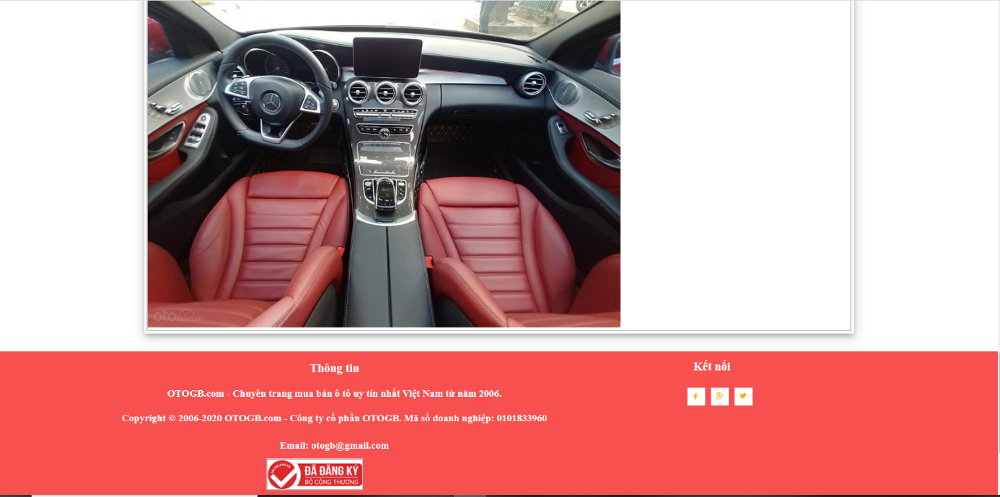 oto.com.vn
Thông tin
Kết nối
OTOGB.com - Chuyên trang mua bán ô tô uy tín nhất Việt Nam từ năm 2006.
Copyright © 2006-2020 OTOGB.com - Công ty cổ phần OTOGB. Mã số doanh nghiệp: 0101833960
Email: otogb@gmail.com
ĐÃ ĐĂNG KÝ
BỘ CÔNG THƯƠNG